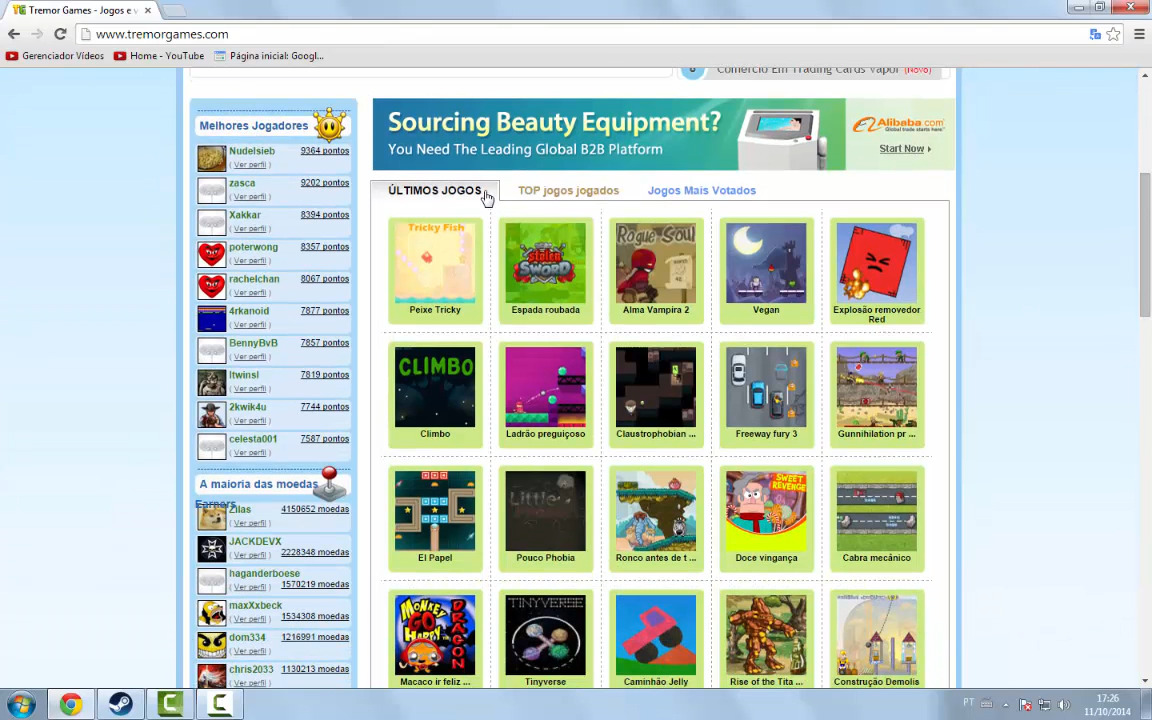 Tremor Games - Jogos e v
www.tremorgames.com
Gerenciador Vídeos
Home - YouTube
Página inicial: Googl...
Comércio Em Trading Cards Vapor (Novo)
Sourcing Beauty Equipment?
You Need The Leading Global B2B Platform
Alibaba.com
Global trade starts here
Start Now
Melhores Jogadores
Nudelsieb 9364 pontos
( Ver perfil )
zasca 9202 pontos
( Ver perfil )
Xakkar 8394 pontos
( Ver perfil )
poterwong 8357 pontos
( Ver perfil )
rachelchan 8067 pontos
( Ver perfil )
4rkanoid 7877 pontos
( Ver perfil )
BennyBvB 7857 pontos
( Ver perfil )
ltwinsl 7819 pontos
( Ver perfil )
2kwik4u 7744 pontos
( Ver perfil )
celesta001 7587 pontos
( Ver perfil )
A maioria das moedas
Earners
Zilas 4150652 moedas
( Ver perfil )
JACKDEVX 2228348 moedas
( Ver perfil )
haganderboese
( Ver perfil ) 1570219 moedas
maxXxbeck
( Ver perfil ) 1534308 moedas
dom334 1216991 moedas
( Ver perfil )
chris2033 1130213 moedas
( Ver perfil )
ÚLTIMOS JOGOS
TOP jogos jogados
Jogos Mais Votados
Tricky Fish
Peixe Tricky
STOLEN
SWORD
Espada roubada
Rogue Soul
Alma Vampira 2
Vegan
Explosão removedor
Red
CLIMBO
Climbo
Ladrão preguiçoso
Claustrophobian ...
Freeway fury 3
Gunnihilation pr ...
El Papel
Little
Pouco Phobia
Ronco antes de t ...
SWEET
REVENGE
Doce vingança
Cabra mecânico
MONKEY
GO
HAPPY
DRAGON
Macaco ir feliz ...
TINYVERSE
Tinyverse
Caminhão Jelly
Rise of the Tita ...
Construção Demolis
PT
17:26
11/10/2014